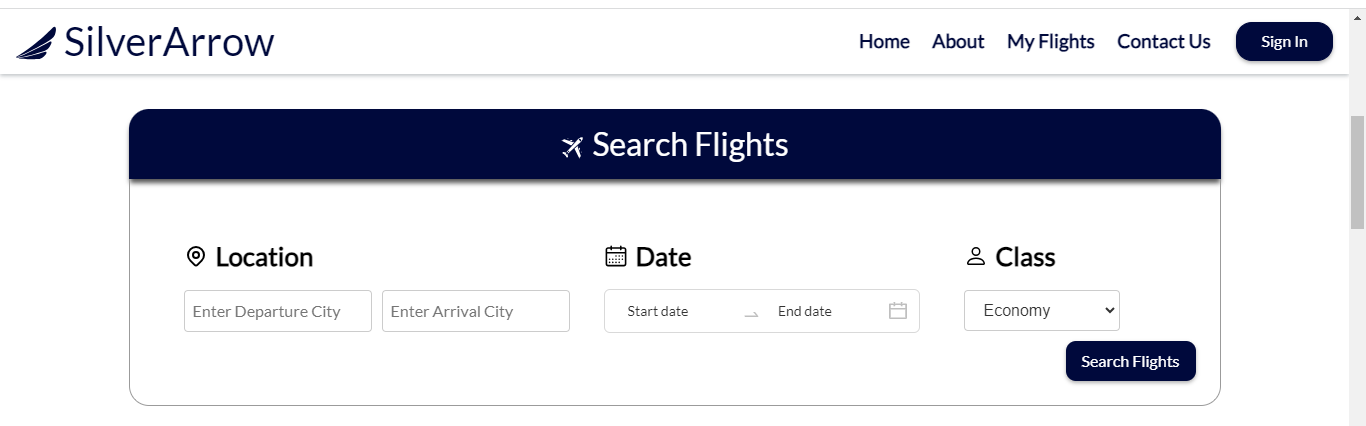 SilverArrow
Home About My Flights Contact Us Sign In
Search Flights
Location Date Class
Enter Departure City Enter Arrival City Start date End date Economy
Search Flights